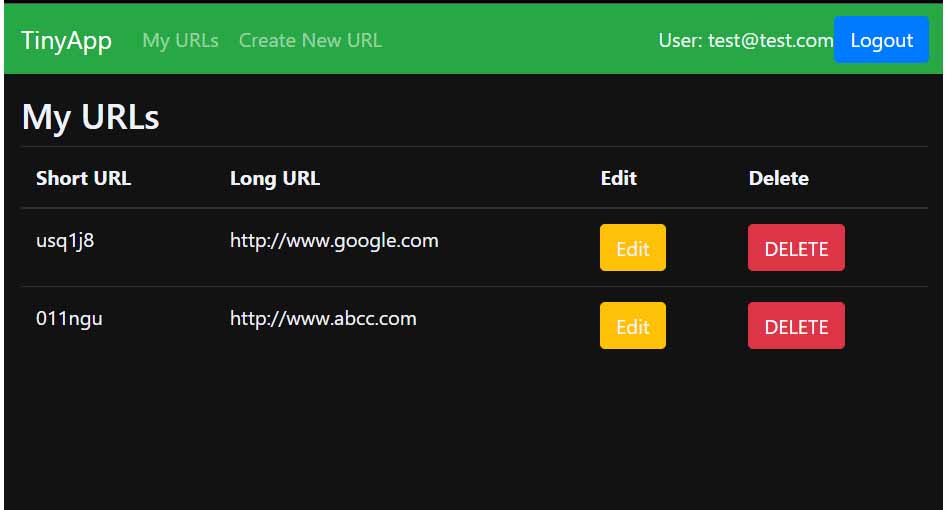 TinyApp My URLs Create New URL User: test@test.com Logout
My URLs
Short URL Long URL Edit Delete
usq1j8 http://www.google.com Edit DELETE
011ngu http://www.abcc.com Edit DELETE